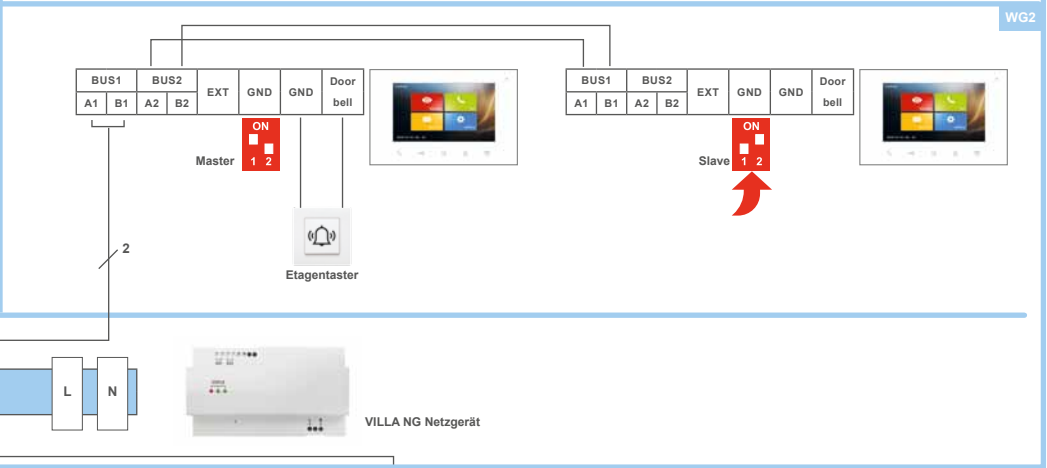 WG2
BUS1 BUS2 EXT GND GND Door bell
A1 B1 A2 B2
ON
1 2
Master
BUS1 BUS2 EXT GND GND Door bell
A1 B1 A2 B2
ON
1 2
Slave
2
Etagentaster
L N
VILLA NG Netzgerät